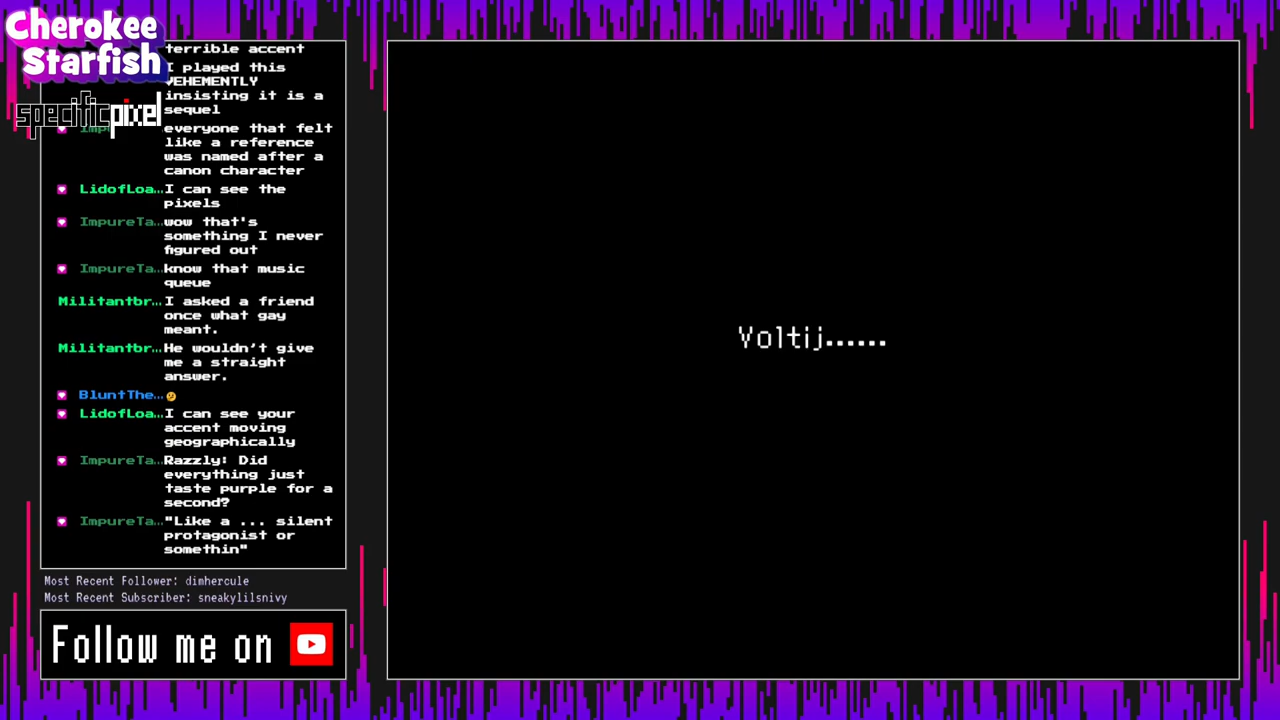 Cherokee
Starfish
specificpixel
terrible accent
I played this
VEHEMENTLY
insisting it is a
sequel
everyone that felt
like a reference
was named after a
canon character
LidofLoa… I can see the
pixels
ImpureTa… wow that's
something I never
figured out
ImpureTa… know that music
queue
Militantbr… I asked a friend
once what gay
meant.
Militantbr… He wouldn't give
me a straight
answer.
BluntThe…
LidofLoa… I can see your
accent moving
geographically
ImpureTa… Razzly: Did
everything just
taste purple for a
second?
ImpureTa… "Like a ... silent
protagonist or
somethin"
Most Recent Follower: dimhercule
Most Recent Subscriber: sneakylilsnivy
Follow me on
Voltij......